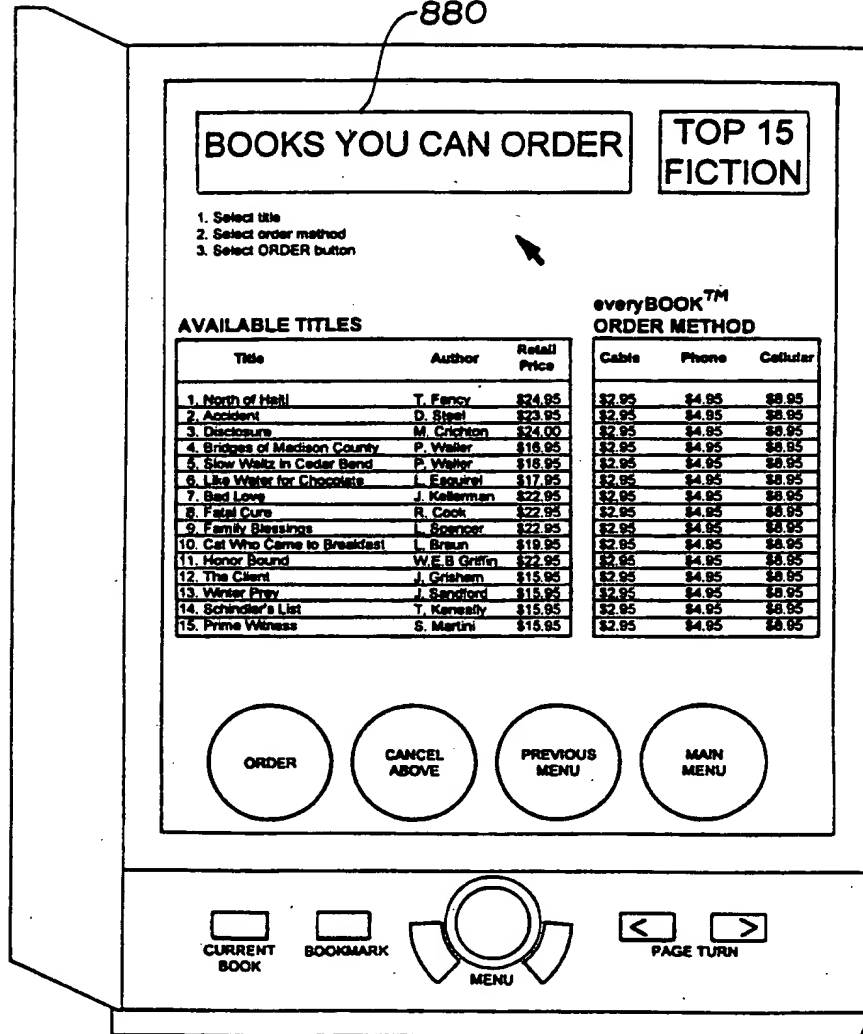 880
BOOKS YOU CAN ORDER
TOP 15
FICTION
1. Select title
2. Select order method
3. Select ORDER button
everyBOOK™
AVAILABLE TITLES ORDER METHOD
Title Author Retail Price Cable Phone Cellular
1. North of Haiti T. Fancy $24.95 $2.95 $4.95 $8.95
2. Accident D. Steel $23.95 $2.95 $4.95 $8.95
3. Disclosure M. Crichton $24.00 $2.95 $4.95 $8.95
4. Bridges of Madison County P. Waller $16.95 $2.95 $4.95 $8.95
5. Slow Waltz in Cedar Bend P. Waller $16.95 $2.95 $4.95 $8.95
6. Like Water for Chocolate L. Esquirel $17.95 $2.95 $4.95 $8.95
7. Bad Love J. Kellerman $22.95 $2.95 $4.95 $8.95
8. Fatal Cure R. Cook $22.95 $2.95 $4.95 $8.95
9. Family Blessings L. Spencer $22.95 $2.95 $4.95 $8.95
10. Cat Who Came to Breakfast L. Braun $19.95 $2.95 $4.95 $8.95
11. Honor Bound W.E.B Griffin $22.95 $2.95 $4.95 $8.95
12. The Client J. Grisham $15.95 $2.95 $4.95 $8.95
13. Winter Prey J. Sandford $15.95 $2.95 $4.95 $8.95
14. Schindler's List T. Keneally $15.95 $2.95 $4.95 $8.95
15. Prime Witness S. Martini $15.95 $2.95 $4.95 $8.95
ORDER
CANCEL
ABOVE
PREVIOUS
MENU
MAIN
MENU
< >
CURRENT
BOOK
BOOKMARK
MENU
PAGE TURN